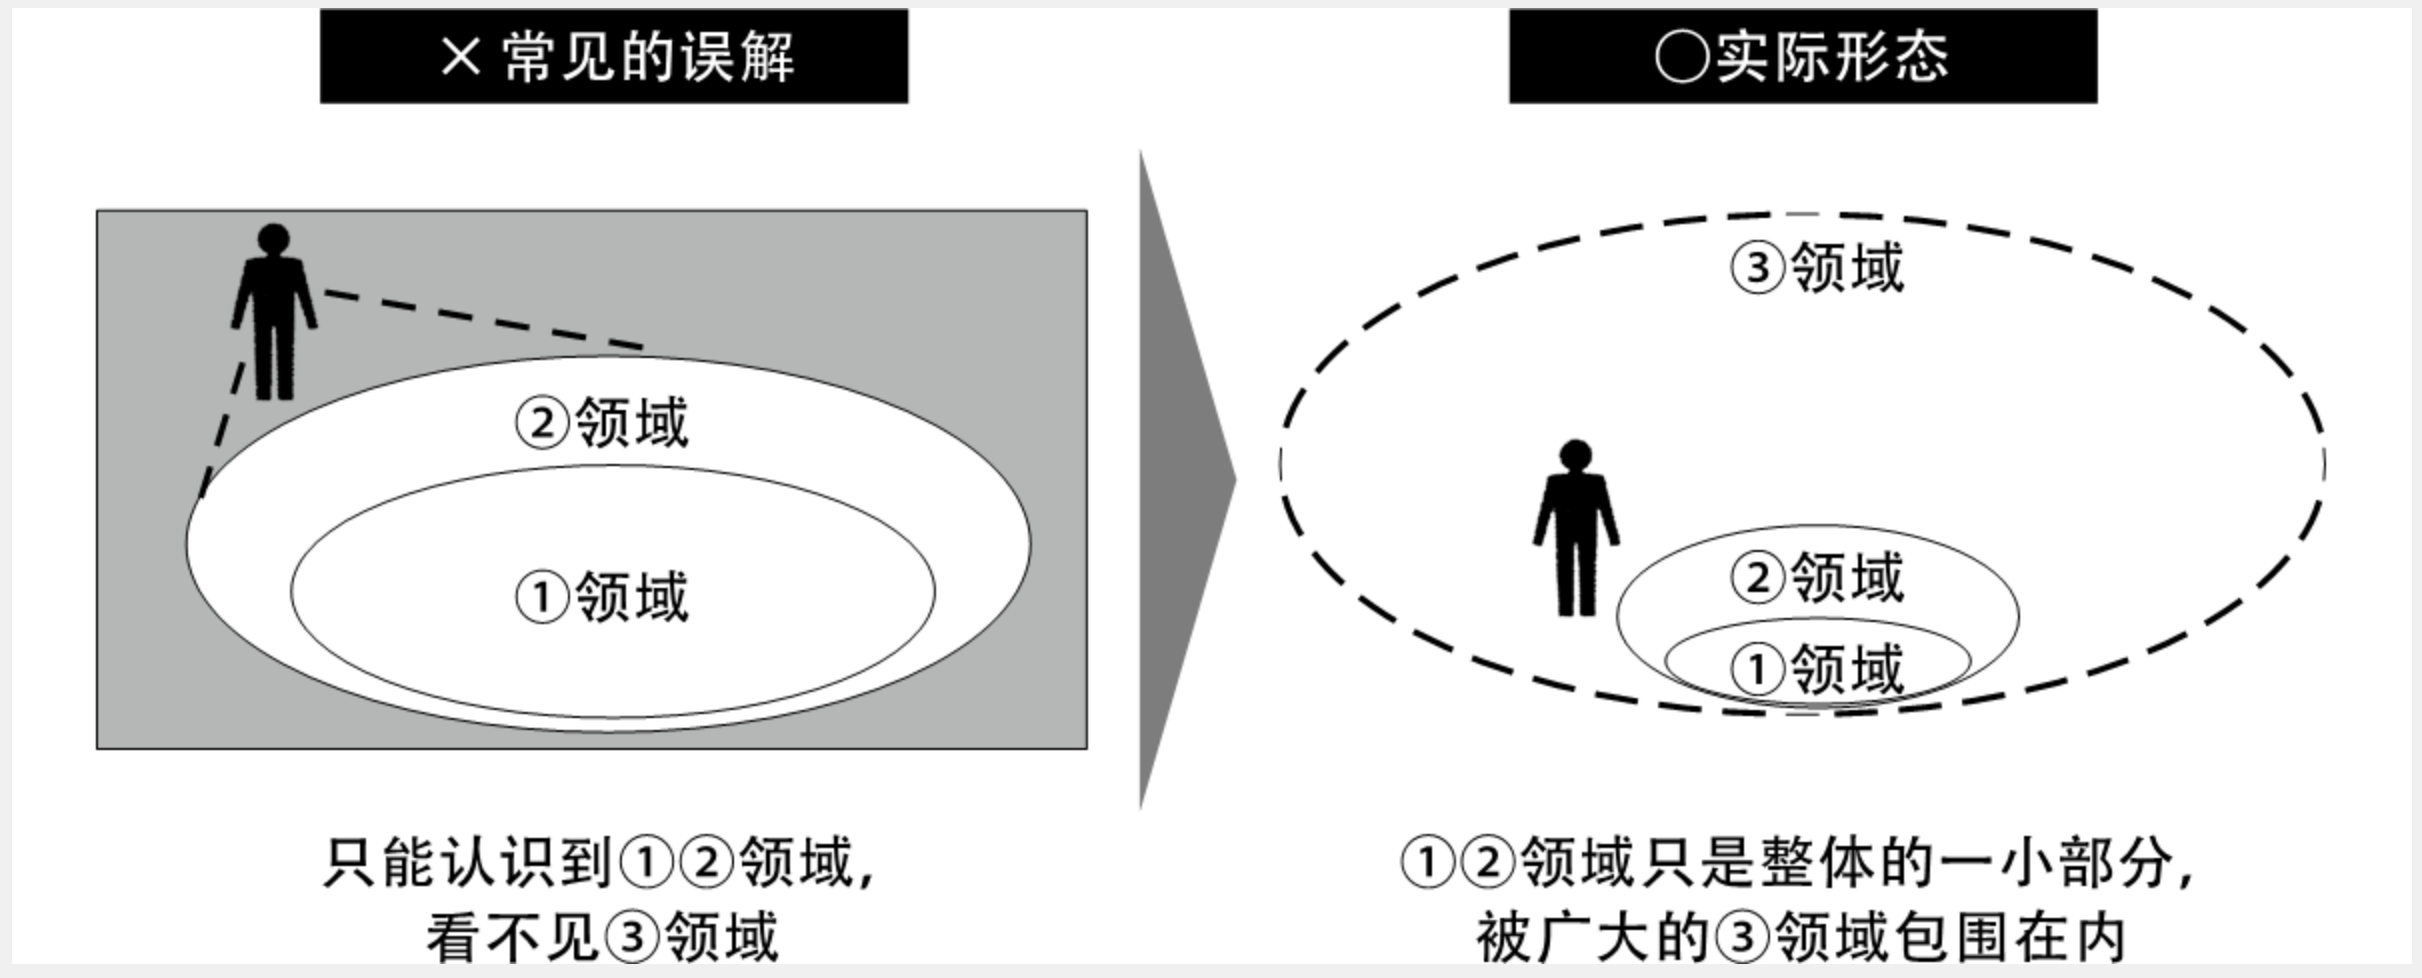 ×常见的误解
②领域
①领域
只能认识到①②领域,
看不见③领域
○实际形态
③领域
②领域
①领域
①②领域只是整体的一小部分,
被广大的③领域包围在内